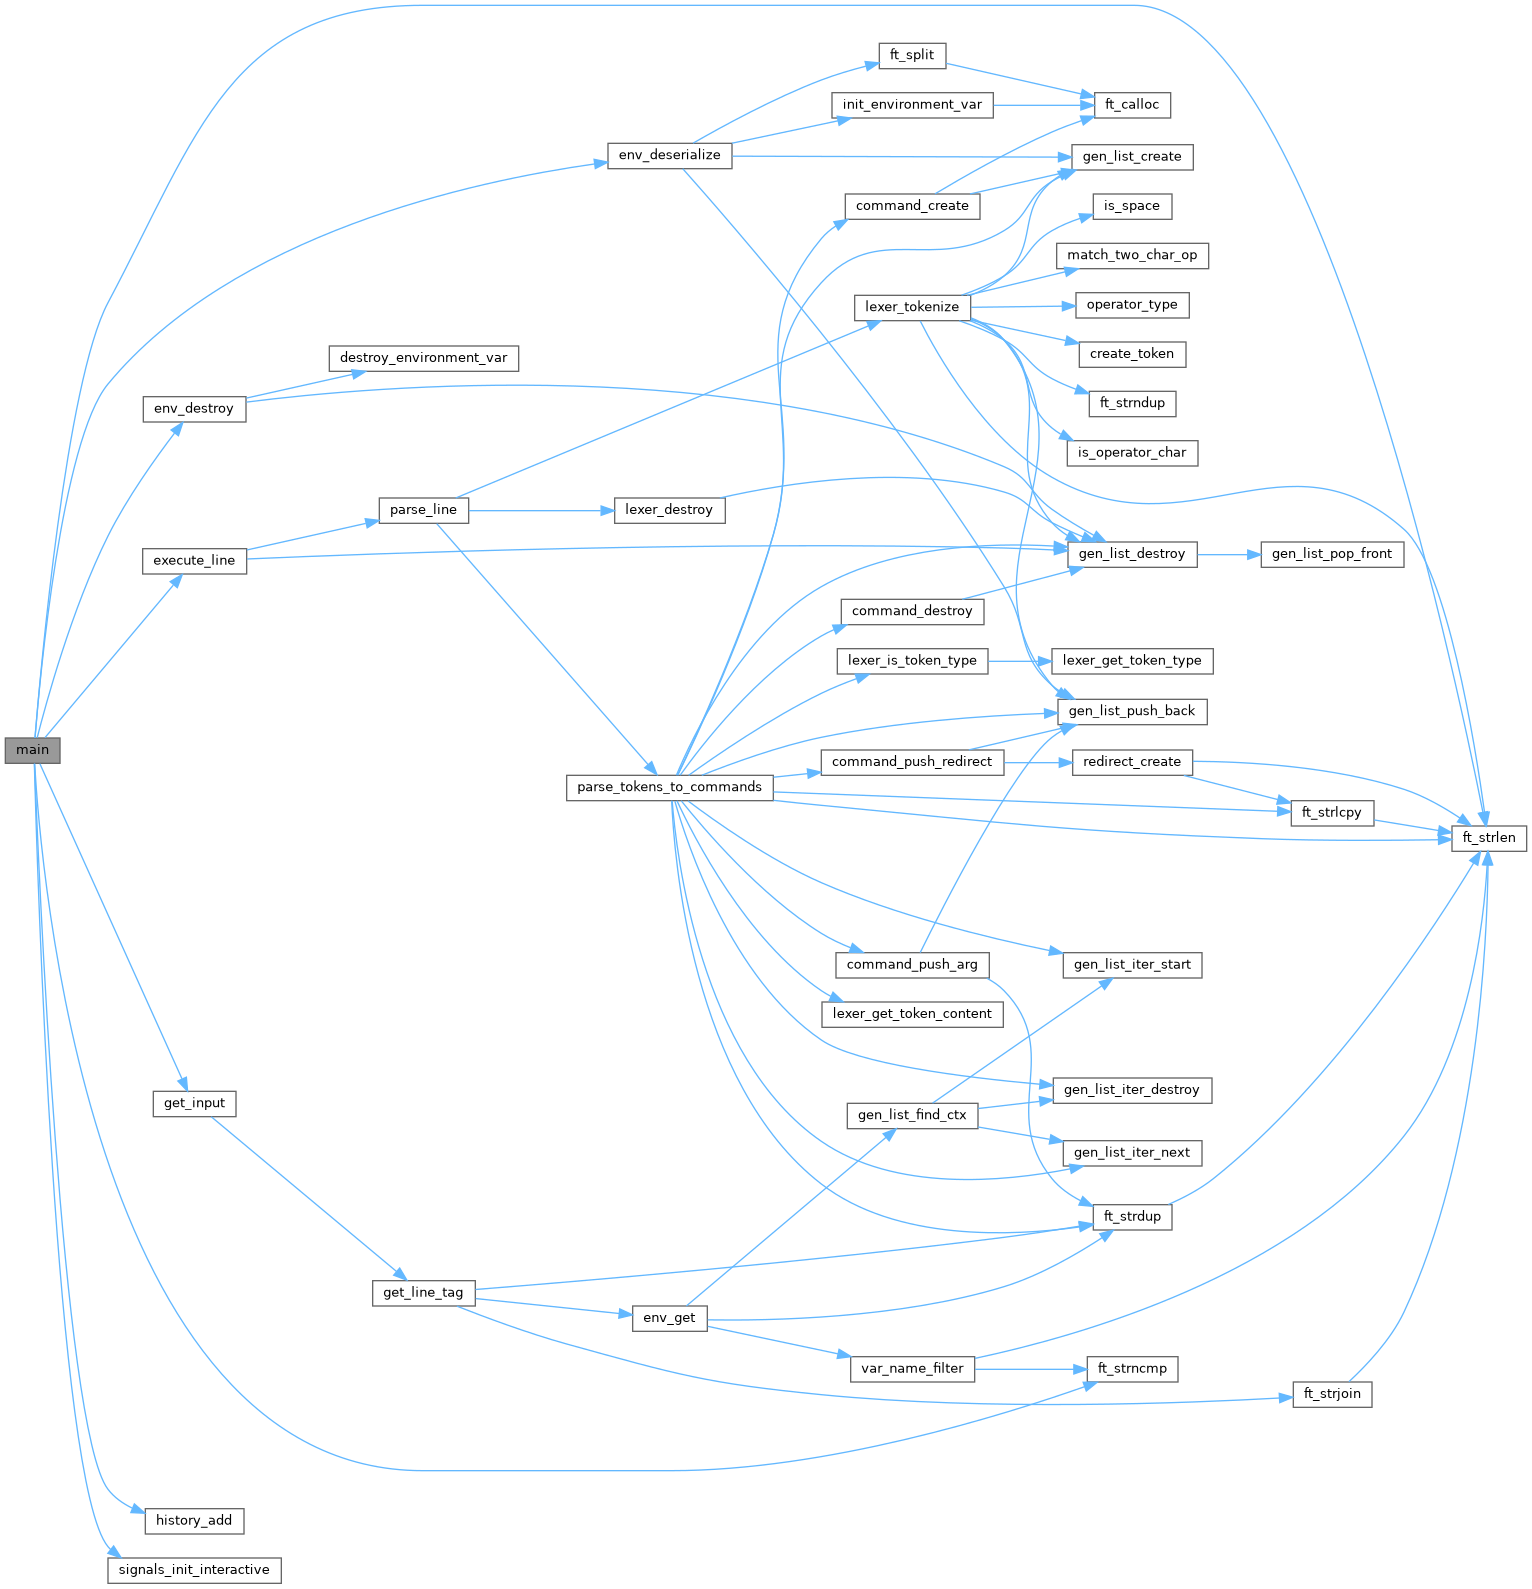 ft_split
init_environment_var
ft_calloc
env_deserialize
gen_list_create
command_create
is_space
match_two_char_op
lexer_tokenize
operator_type
destroy_environment_var
create_token
env_destroy
ft_strndup
is_operator_char
parse_line
lexer_destroy
execute_line
gen_list_destroy
gen_list_pop_front
command_destroy
lexer_is_token_type
lexer_get_token_type
gen_list_push_back
main
command_push_redirect
redirect_create
parse_tokens_to_commands
ft_strlcpy
ft_strlen
command_push_arg
gen_list_iter_start
lexer_get_token_content
gen_list_iter_destroy
get_input
gen_list_find_ctx
gen_list_iter_next
ft_strdup
get_line_tag
env_get
var_name_filter
ft_strncmp
ft_strjoin
history_add
signals_init_interactive